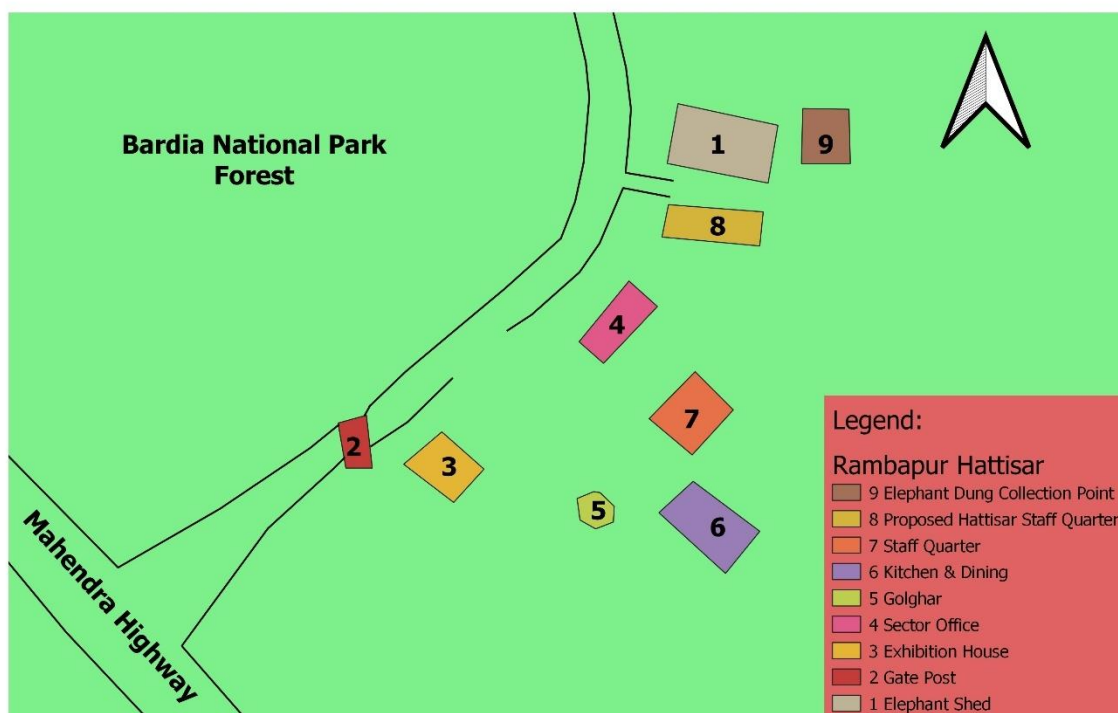 Bardia National Park
Forest
1
9
8
4
7
2
3
5
6
Mahendra Highway
Legend:
Rambapur Hattisar
9 Elephant Dung Collection Point
8 Proposed Hattisar Staff Quarter
7 Staff Quarter
6 Kitchen & Dining
5 Golghar
4 Sector Office
3 Exhibition House
2 Gate Post
1 Elephant Shed